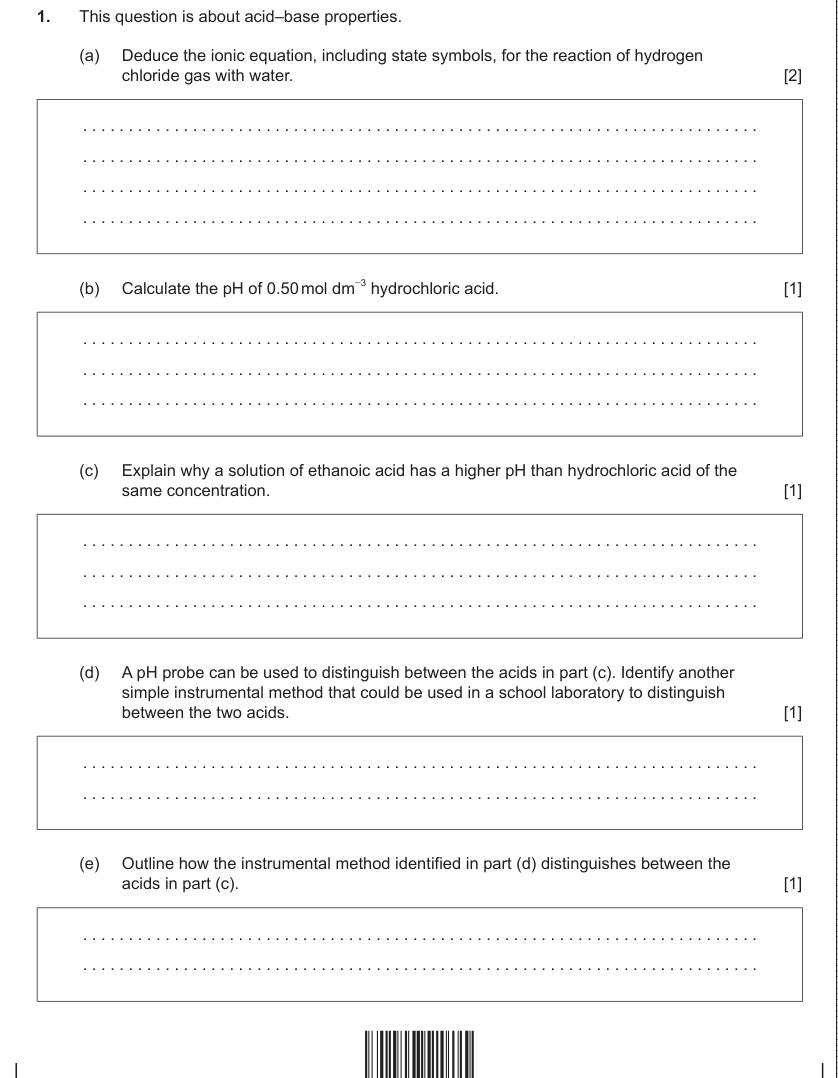 1. This question is about acid–base properties.
(a) Deduce the ionic equation, including state symbols, for the reaction of hydrogen
chloride gas with water. [2]
(b) Calculate the pH of 0.50 mol dm⁻³ hydrochloric acid. [1]
(c) Explain why a solution of ethanoic acid has a higher pH than hydrochloric acid of the
same concentration. [1]
(d) A pH probe can be used to distinguish between the acids in part (c). Identify another
simple instrumental method that could be used in a school laboratory to distinguish
between the two acids. [1]
(e) Outline how the instrumental method identified in part (d) distinguishes between the
acids in part (c). [1]